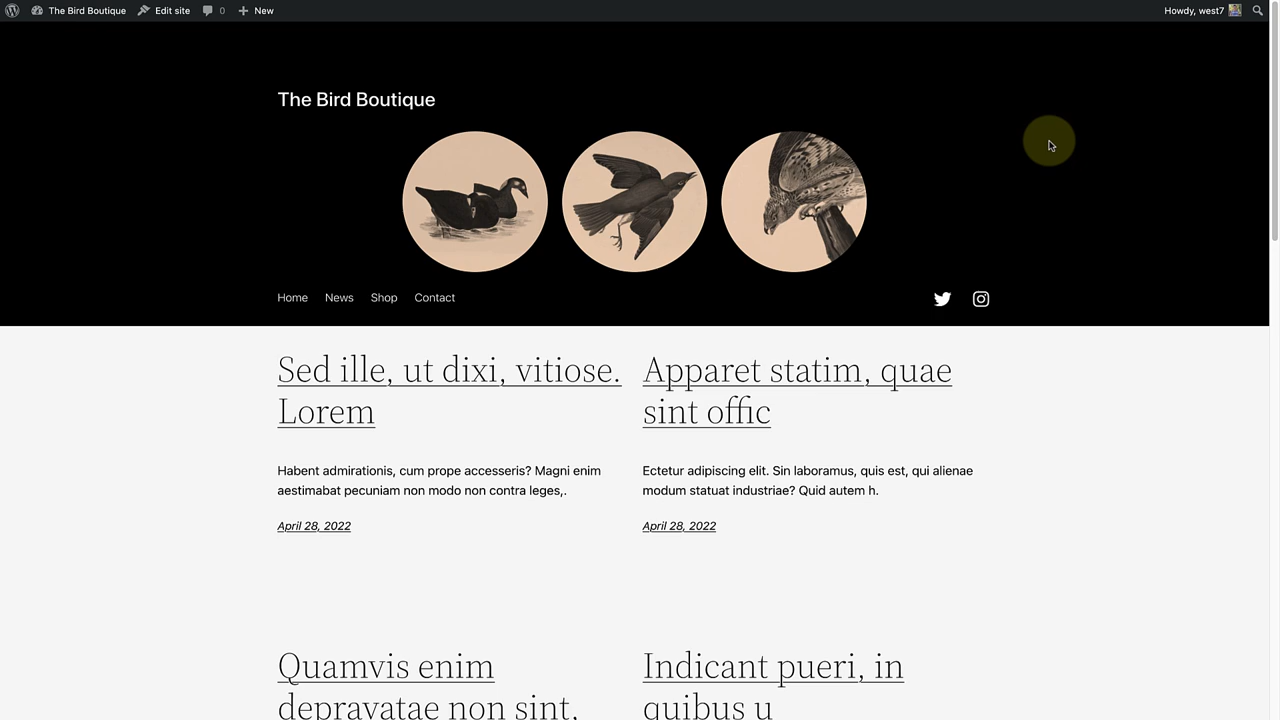 The Bird Boutique Edit site 0 New Howdy, west7
The Bird Boutique
Home News Shop Contact
Sed ille, ut dixi, vitiose.
Lorem
Habent admirationis, cum prope accesseris? Magni enim
aestimabat pecuniam non modo non contra leges,.
April 28, 2022
Apparet statim, quae
sint offic
Ectetur adipiscing elit. Sin laboramus, quis est, qui alienae
modum statuat industriae? Quid autem h.
April 28, 2022
Quamvis enim
depravatae non sint,
Indicant pueri, in
quibus u